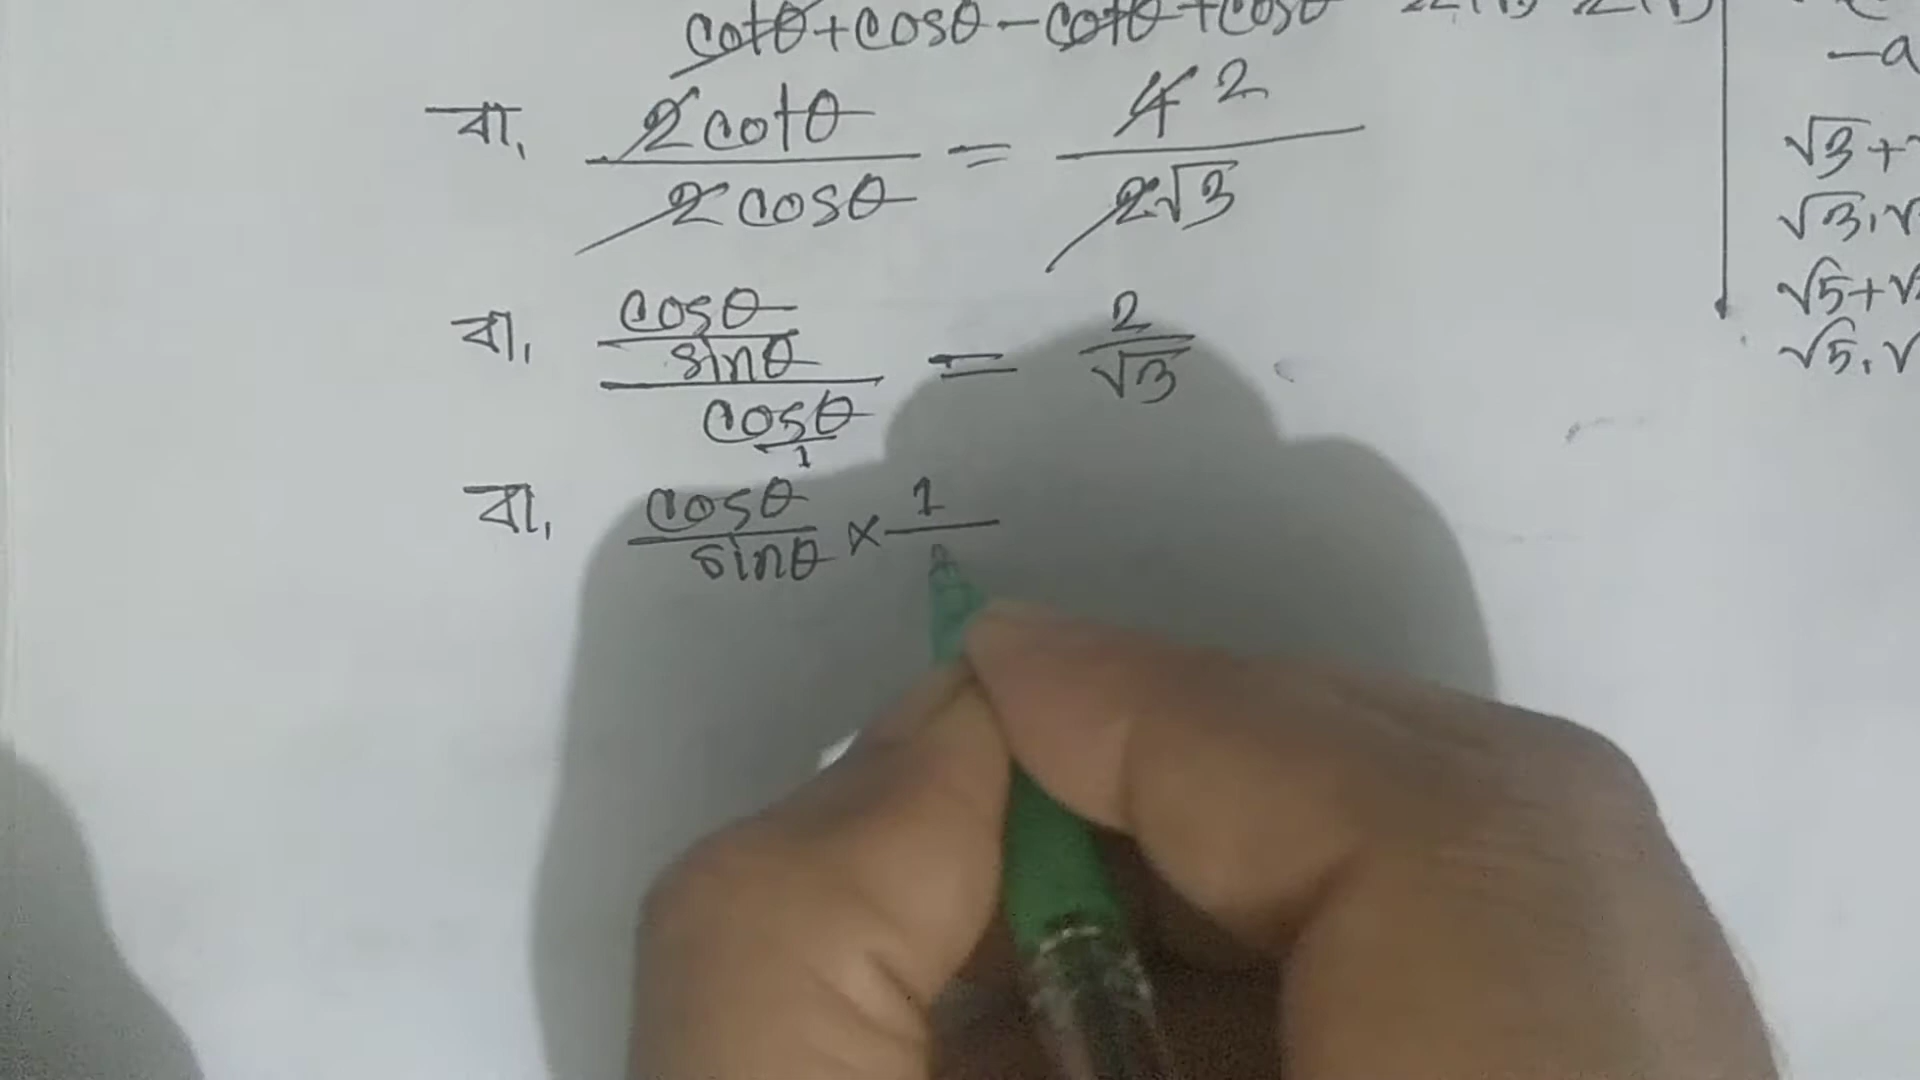 cotθ+cosθ-cotθ+cosθ
বা, 2cotθ/2cosθ = 4 2/2√3
বা, cosθ/sinθ/cosθ/1 = 2/√3
বা, cosθ/sinθ × 1/
-a
√3+
√3.√
√5+√
√5.√